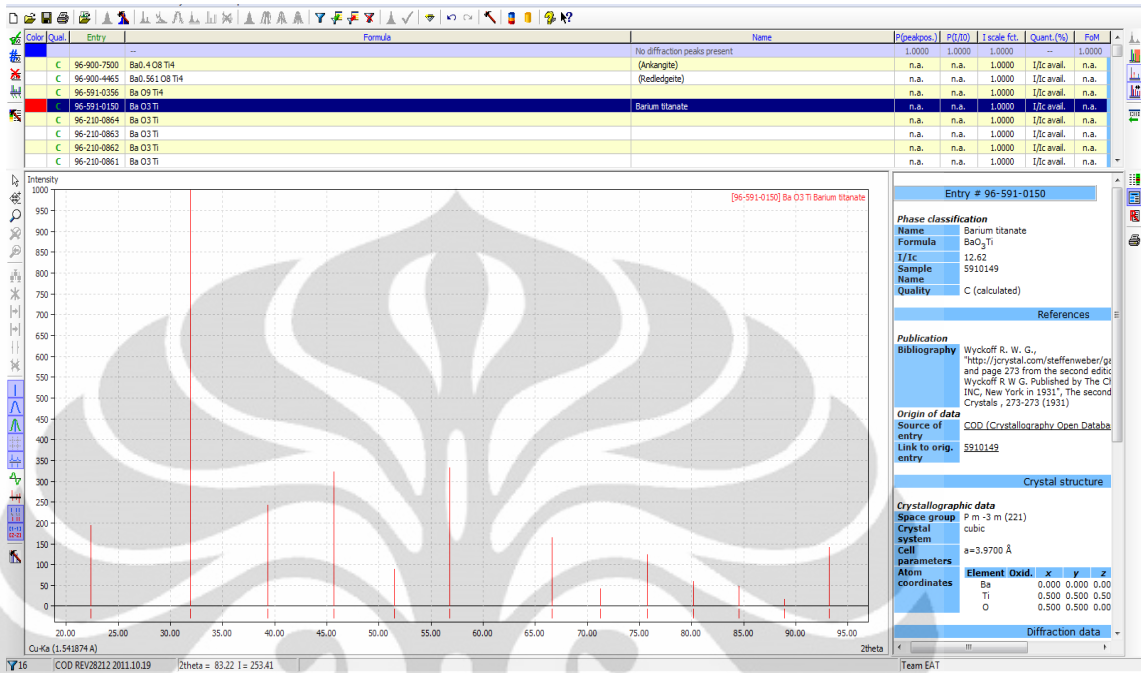 Color Qual. Entry Formula Name P(peakpos.) P(I/I0) I scale fct. Quant.(%) FoM
-- No diffraction peaks present 1.0000 1.0000 1.0000 -- 1.0000
C 96-900-7500 Ba0.4 O8 Ti4 (Ankangite) n.a. n.a. 1.0000 I/Ic avail. n.a.
C 96-900-4465 Ba0.561 O8 Ti4 (Redledgeite) n.a. n.a. 1.0000 I/Ic avail. n.a.
C 96-591-0356 Ba O9 Ti4 n.a. n.a. 1.0000 I/Ic avail. n.a.
C 96-591-0150 Ba O3 Ti Barium titanate n.a. n.a. 1.0000 I/Ic avail. n.a.
C 96-210-0864 Ba O3 Ti n.a. n.a. 1.0000 I/Ic avail. n.a.
C 96-210-0863 Ba O3 Ti n.a. n.a. 1.0000 I/Ic avail. n.a.
C 96-210-0862 Ba O3 Ti n.a. n.a. 1.0000 I/Ic avail. n.a.
C 96-210-0861 Ba O3 Ti n.a. n.a. 1.0000 I/Ic avail. n.a.
Intensity
[96-591-0150] Ba O3 Ti Barium titanate
1000
950
900
850
800
750
700
650
600
550
500
450
400
350
300
250
200
150
100
50
0
20.00 25.00 30.00 35.00 40.00 45.00 50.00 55.00 60.00 65.00 70.00 75.00 80.00 85.00 90.00 95.00
Cu-Ka (1.541874 A) 2theta
Entry # 96-591-0150
Phase classification
Name Barium titanate
Formula BaO3Ti
I/Ic 12.62
Sample Name 5910149
Quality C (calculated)
References
Publication
Bibliography Wyckoff R. W. G.,
"http://jcrystal.com/steffenweber/ga
and page 273 from the second editio
Wyckoff R W G. Published by The Ch
INC, New York in 1931", The second
Crystals , 273-273 (1931)
Origin of data
Source of entry COD (Crystallography Open Databa
Link to orig. entry 5910149
Crystal structure
Crystallographic data
Space group P m -3 m (221)
Crystal system cubic
Cell parameters a=3.9700 Å
Atom coordinates Element Oxid. x y z
Ba 0.000 0.000 0.00
Ti 0.500 0.500 0.50
O 0.500 0.500 0.00
Diffraction data
16 COD REV28212 2011.10.19 2theta = 83.22 I = 253.41 Team EAT